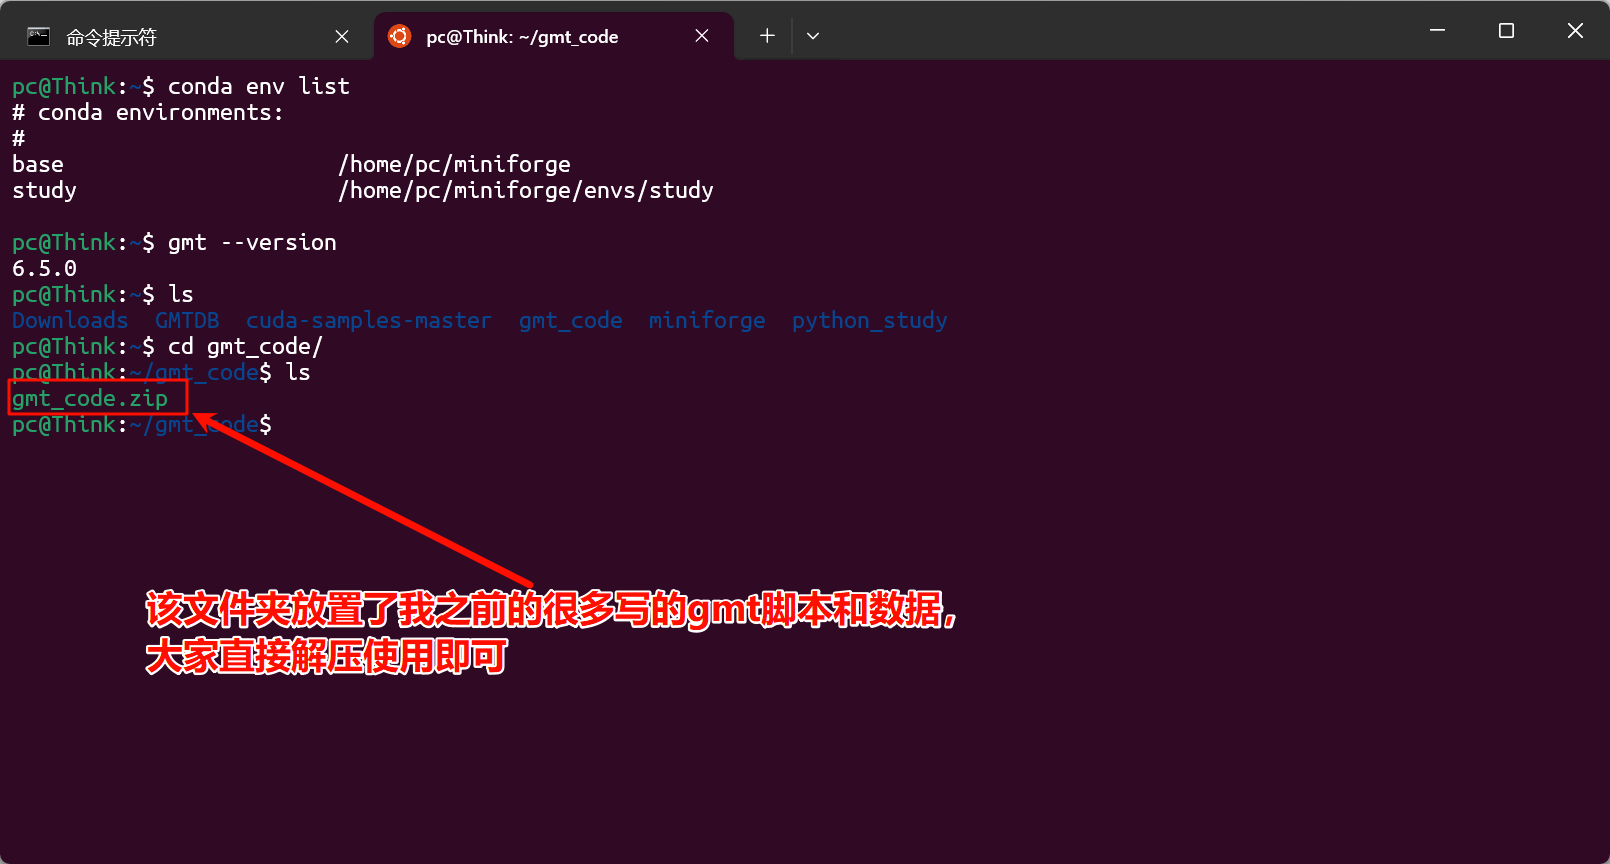 命令提示符
pc@Think: ~/gmt_code
pc@Think:~$ conda env list
# conda environments:
#
base                     /home/pc/miniforge
study                    /home/pc/miniforge/envs/study
pc@Think:~$ gmt --version
6.5.0
pc@Think:~$ ls
Downloads  GMTDB  cuda-samples-master  gmt_code  miniforge  python_study
pc@Think:~$ cd gmt_code/
pc@Think:~/gmt_code$ ls
gmt_code.zip
pc@Think:~/gmt_code$
该文件夹放置了我之前的很多写的gmt脚本和数据,
大家直接解压使用即可